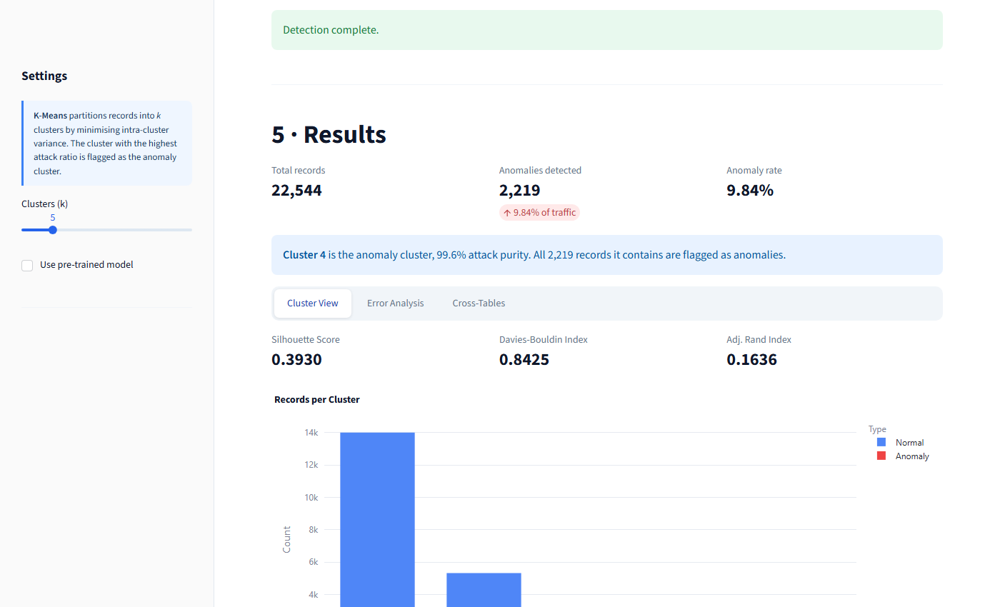 Detection complete.
Settings
K-Means partitions records into k
clusters by minimising intra-cluster
variance. The cluster with the highest
attack ratio is flagged as the anomaly
cluster.
Clusters (k)
5
Use pre-trained model
5 · Results
Total records
22,544
Anomalies detected
2,219
↑ 9.84% of traffic
Anomaly rate
9.84%
Cluster 4 is the anomaly cluster, 99.6% attack purity. All 2,219 records it contains are flagged as anomalies.
Cluster View
Error Analysis
Cross-Tables
Silhouette Score
0.3930
Davies-Bouldin Index
0.8425
Adj. Rand Index
0.1636
Records per Cluster
14k
12k
10k
8k
6k
4k
Count
Type
Normal
Anomaly